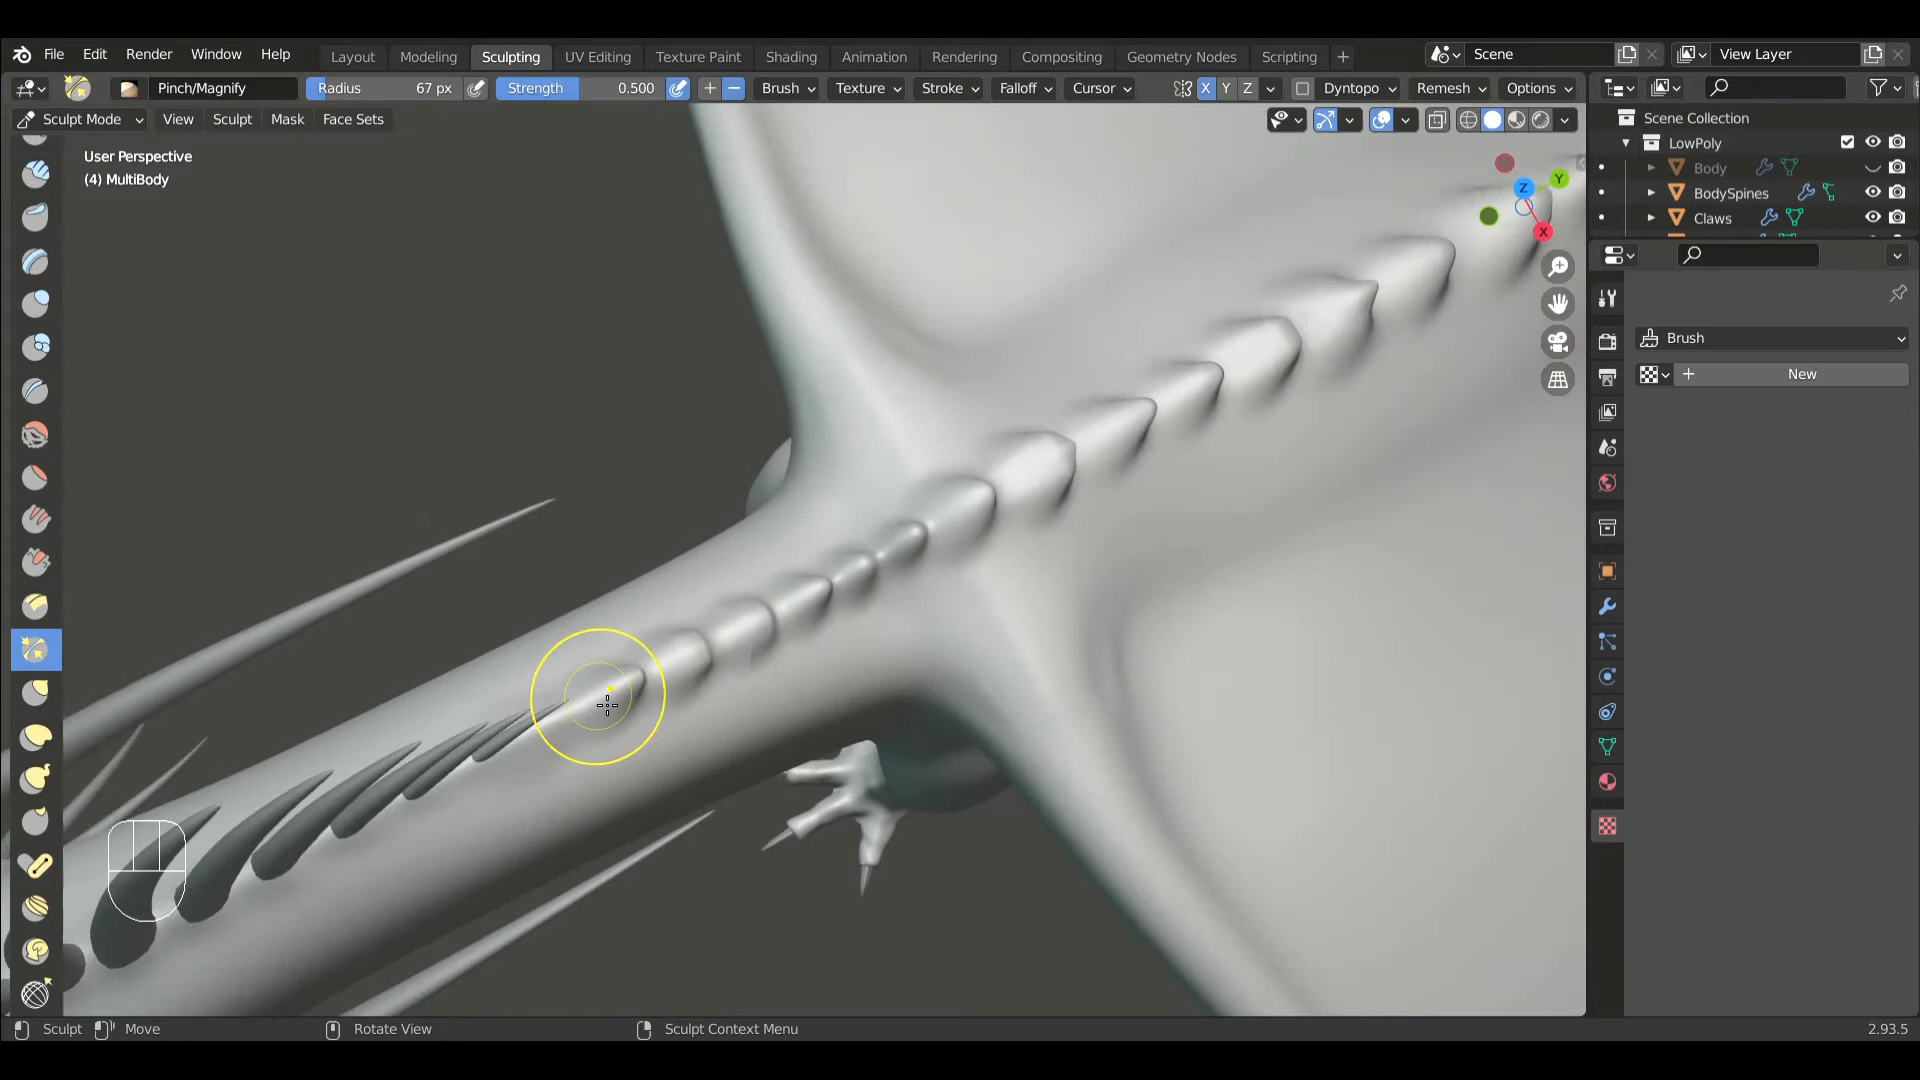 File Edit Render Window Help Layout Modeling Sculpting UV Editing Texture Paint Shading Animation Rendering Compositing Geometry Nodes Scripting + Scene View Layer
Pinch/Magnify Radius 67 px Strength 0.500 + − Brush Texture Stroke Falloff Cursor X Y Z Dyntopo Remesh Options
Sculpt Mode View Sculpt Mask Face Sets
User Perspective
(4) MultiBody
Z Y
X
Scene Collection
LowPoly
Body
BodySpines
Claws
Brush
+ New
Sculpt Move Rotate View Sculpt Context Menu 2.93.5